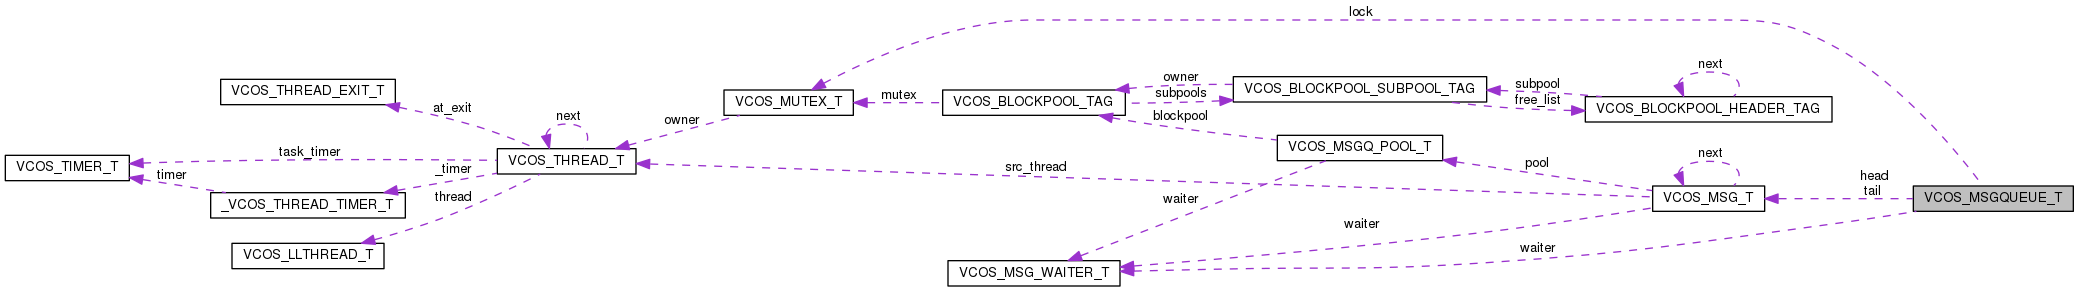 lock
VCOS_THREAD_EXIT_T
at_exit
next
VCOS_TIMER_T
task_timer
timer
_timer
_VCOS_THREAD_TIMER_T
thread
VCOS_LLTHREAD_T
VCOS_THREAD_T
owner
VCOS_MUTEX_T
mutex
VCOS_BLOCKPOOL_TAG
owner
subpools
blockpool
VCOS_BLOCKPOOL_SUBPOOL_TAG
subpool
free_list
next
VCOS_BLOCKPOOL_HEADER_TAG
VCOS_MSGQ_POOL_T
src_thread
pool
waiter
next
VCOS_MSG_T
waiter
waiter
VCOS_MSG_WAITER_T
head
tail
VCOS_MSGQUEUE_T